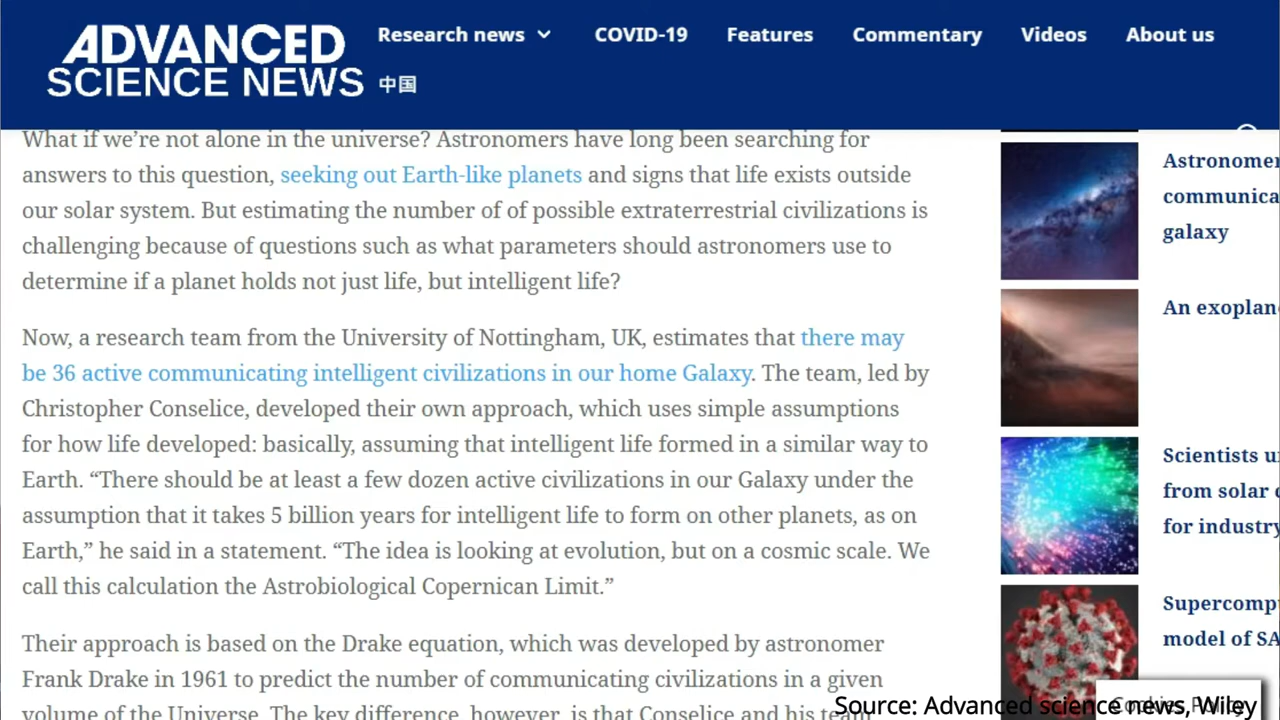 ADVANCED
SCIENCE NEWS
Research news
COVID-19
Features
Commentary
Videos
About us
中国
What if we’re not alone in the universe? Astronomers have long been searching for
answers to this question, seeking out Earth-like planets and signs that life exists outside
our solar system. But estimating the number of of possible extraterrestrial civilizations is
challenging because of questions such as what parameters should astronomers use to
determine if a planet holds not just life, but intelligent life?
Now, a research team from the University of Nottingham, UK, estimates that there may
be 36 active communicating intelligent civilizations in our home Galaxy. The team, led by
Christopher Conselice, developed their own approach, which uses simple assumptions
for how life developed: basically, assuming that intelligent life formed in a similar way to
Earth. “There should be at least a few dozen active civilizations in our Galaxy under the
assumption that it takes 5 billion years for intelligent life to form on other planets, as on
Earth,” he said in a statement. “The idea is looking at evolution, but on a cosmic scale. We
call this calculation the Astrobiological Copernican Limit.”
Their approach is based on the Drake equation, which was developed by astronomer
Frank Drake in 1961 to predict the number of communicating civilizations in a given
volume of the Universe. The key difference, however, is that Conselice and his team
Astronomer
communica
galaxy
An exoplan
Scientists u
from solar
for industry
Supercomp
model of SA
Cookies Policy
Source: Advanced science news, Wiley